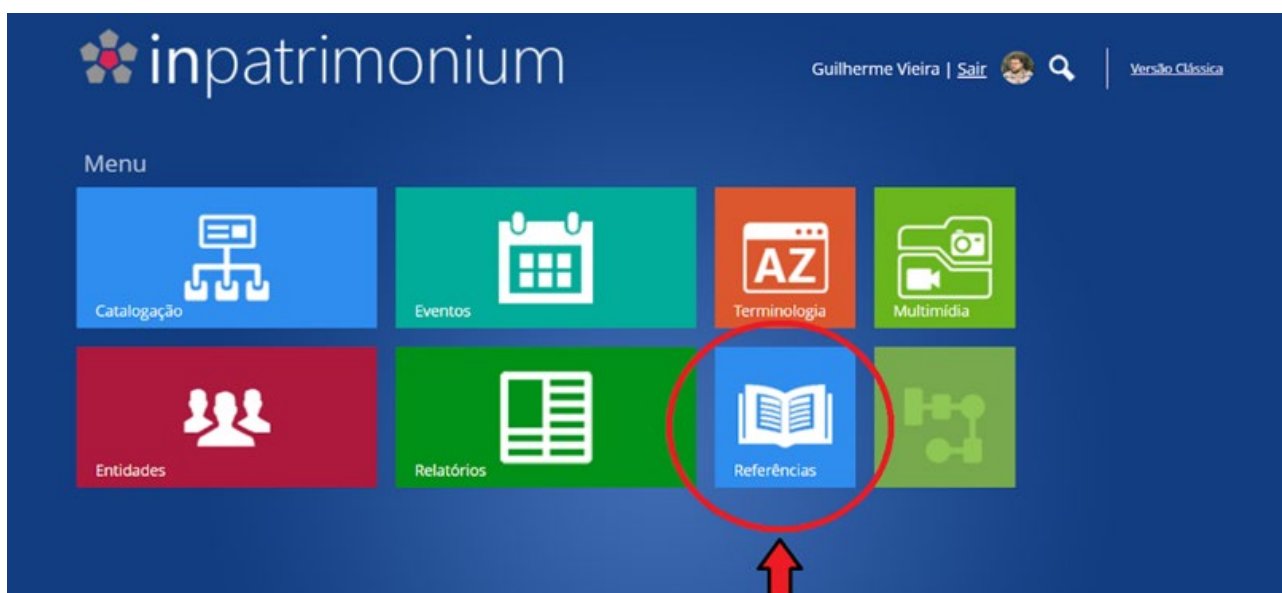 inpatrimonium
Guilherme Vieira | Sair
Versão Clássica
Menu
Catalogação
Eventos
AZ
Terminologia
Multimídia
Entidades
Relatórios
Referências